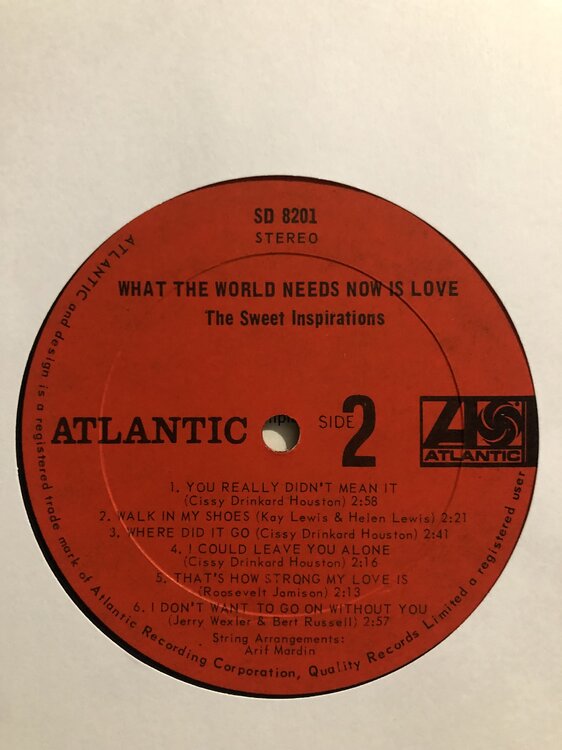 SD 8201
STEREO
WHAT THE WORLD NEEDS NOW IS LOVE
The Sweet Inspirations
ATLANTIC
SIDE 2
ATLANTIC
1. YOU REALLY DIDN'T MEAN IT
(Cissy Drinkard Houston) 2:58
2. WALK IN MY SHOES (Kay Lewis & Helen Lewis) 2:21
3. WHERE DID IT GO (Cissy Drinkard Houston) 2:41
4. I COULD LEAVE YOU ALONE
(Cissy Drinkard Houston) 2:16
5. THAT'S HOW STRONG MY LOVE IS
(Roosevelt Jamison) 2:13
6. I DON'T WANT TO GO ON WITHOUT YOU
(Jerry Wexler & Bert Russell) 2:57
String Arrangements:
Arif Mardin
ATLANTIC and design is a registered trade mark of Atlantic Recording Corporation, Quality Records Limited a registered user